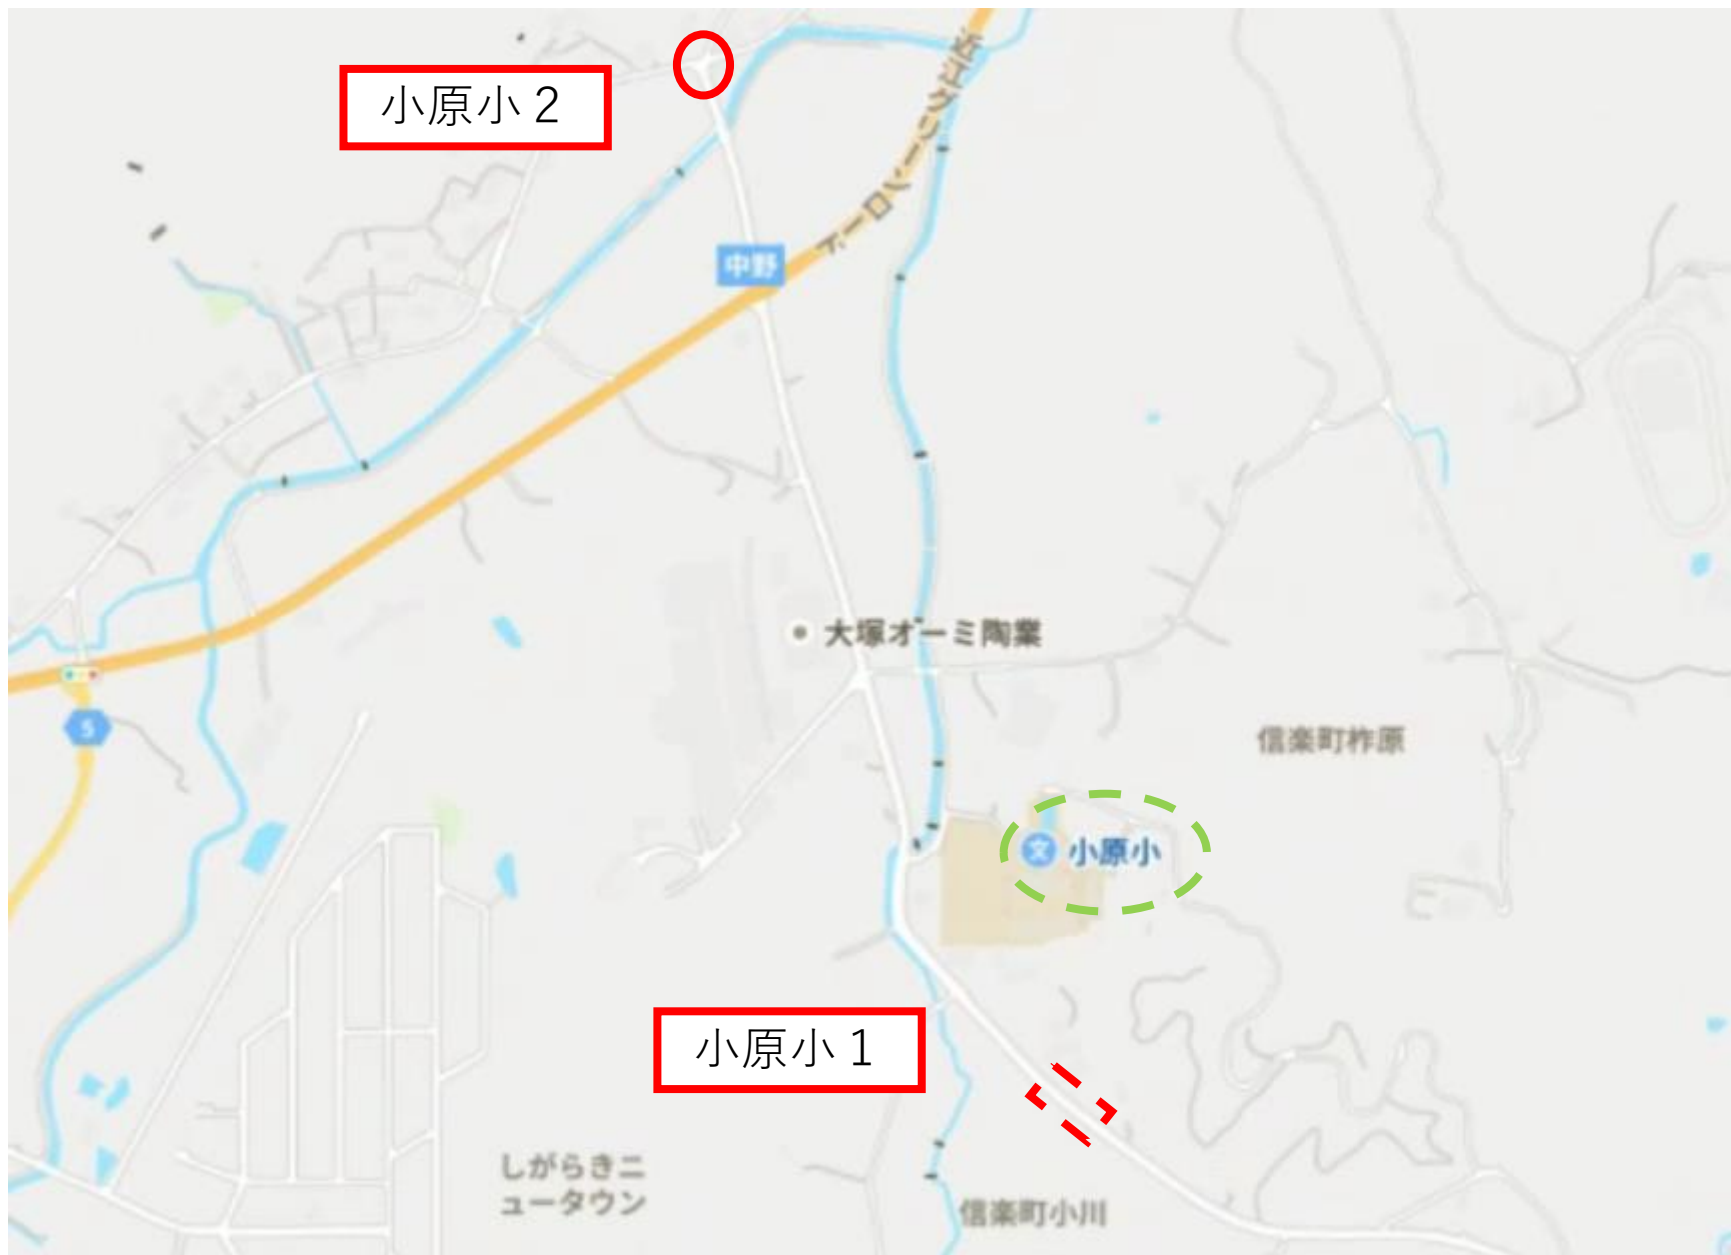 小原小２
近江グリーンロード
中野
大塚オーミ陶業
5
信楽町柞原
文 小原小
小原小１
しがらきニ
ュータウン
信楽町小川